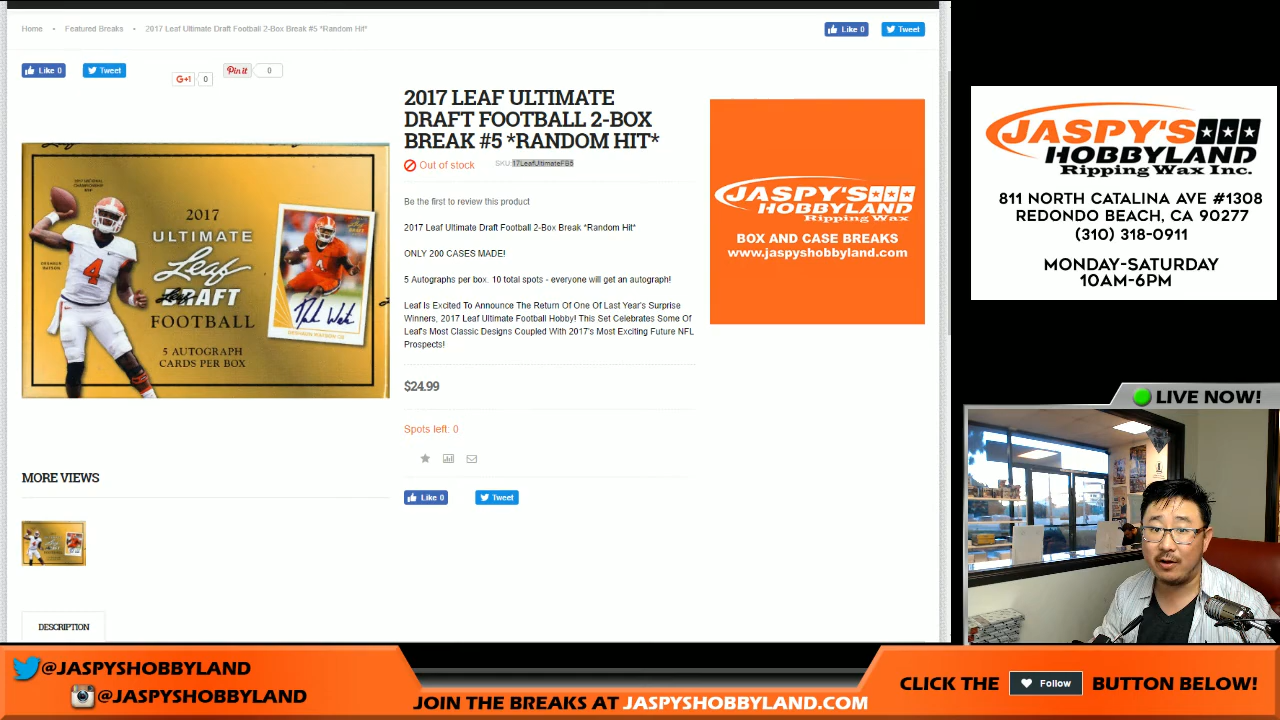 Home • Featured Breaks • 2017 Leaf Ultimate Draft Football 2-Box Break #5 *Random Hit*
Like 0
Tweet
Like 0
Tweet
G+1 0
Pin it 0
2017 LEAF ULTIMATE
DRAFT FOOTBALL 2-BOX
BREAK #5 *RANDOM HIT*
Out of stock
SKU:17LeafUltimateFB5
Be the first to review this product
2017 Leaf Ultimate Draft Football 2-Box Break *Random Hit*
ONLY 200 CASES MADE!
5 Autographs per box. 10 total spots - everyone will get an autograph!
Leaf Is Excited To Announce The Return Of One Of Last Year's Surprise
Winners, 2017 Leaf Ultimate Football Hobby! This Set Celebrates Some Of
Leaf's Most Classic Designs Coupled With 2017's Most Exciting Future NFL
Prospects!
$24.99
Spots left: 0
Like 0
Tweet
2017
ULTIMATE
Leaf
DRAFT
FOOTBALL
5 AUTOGRAPH
CARDS PER BOX
4
MORE VIEWS
DESCRIPTION
JASPY'S
HOBBYLAND
Ripping Wax
BOX AND CASE BREAKS
www.jaspyshobbyland.com
JASPY'S
HOBBYLAND
Ripping Wax Inc.
811 NORTH CATALINA AVE #1308
REDONDO BEACH, CA 90277
(310) 318-0911
MONDAY-SATURDAY
10AM-6PM
LIVE NOW!
@JASPYSHOBBYLAND
@JASPYSHOBBYLAND
JOIN THE BREAKS AT JASPYSHOBBYLAND.COM
CLICK THE Follow BUTTON BELOW!